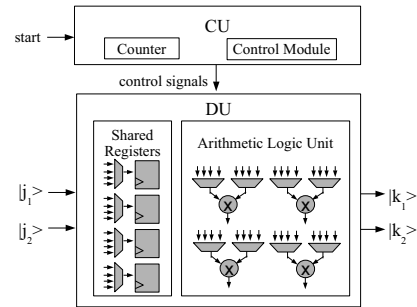 CU
start
Counter
Control Module
control signals
DU
Shared
Registers
Arithmetic Logic Unit
|j1>
|j2>
X
X
X
X
|k1>
|k2>